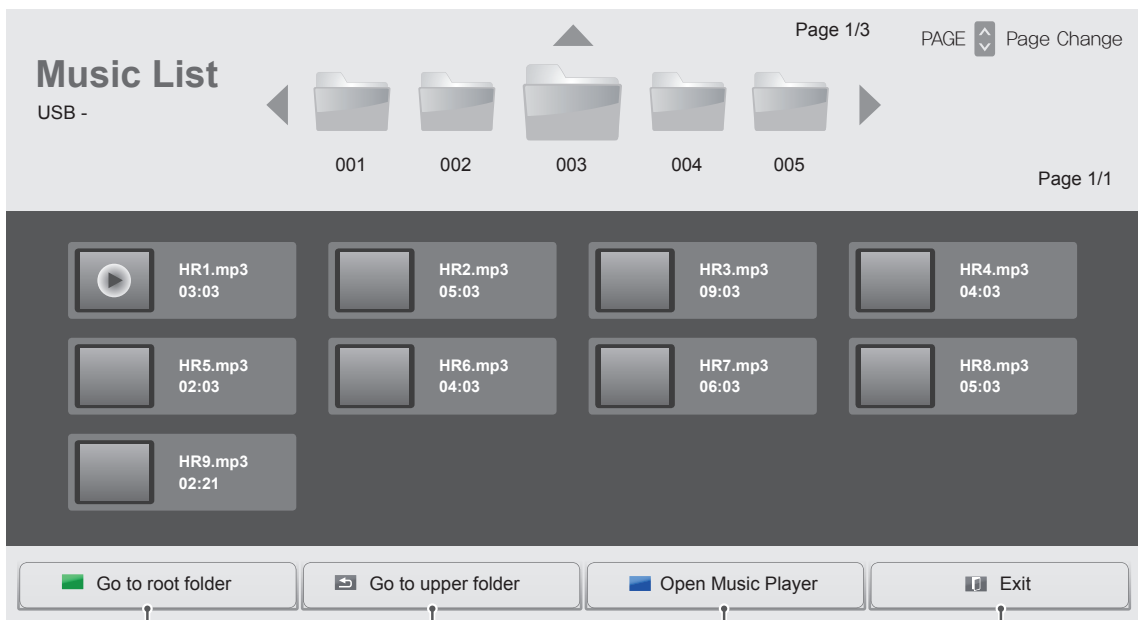 Page 1/3
PAGE Page Change
Music List
USB -
001 002 003 004 005
Page 1/1
HR1.mp3
03:03
HR2.mp3
05:03
HR3.mp3
09:03
HR4.mp3
04:03
HR5.mp3
02:03
HR6.mp3
04:03
HR7.mp3
06:03
HR8.mp3
05:03
HR9.mp3
02:21
Go to root folder
Go to upper folder
Open Music Player
Exit